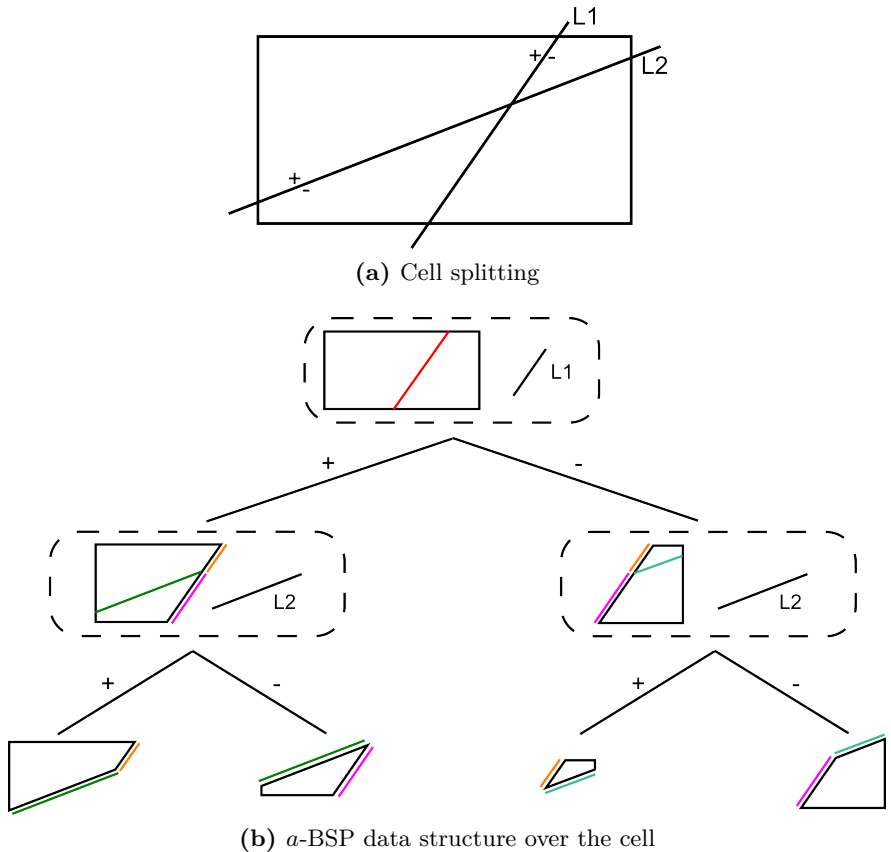 L1
+ -
L2
+
-
(a) Cell splitting
L1
+ -
L2 L2
+ - + -
(b) a-BSP data structure over the cell